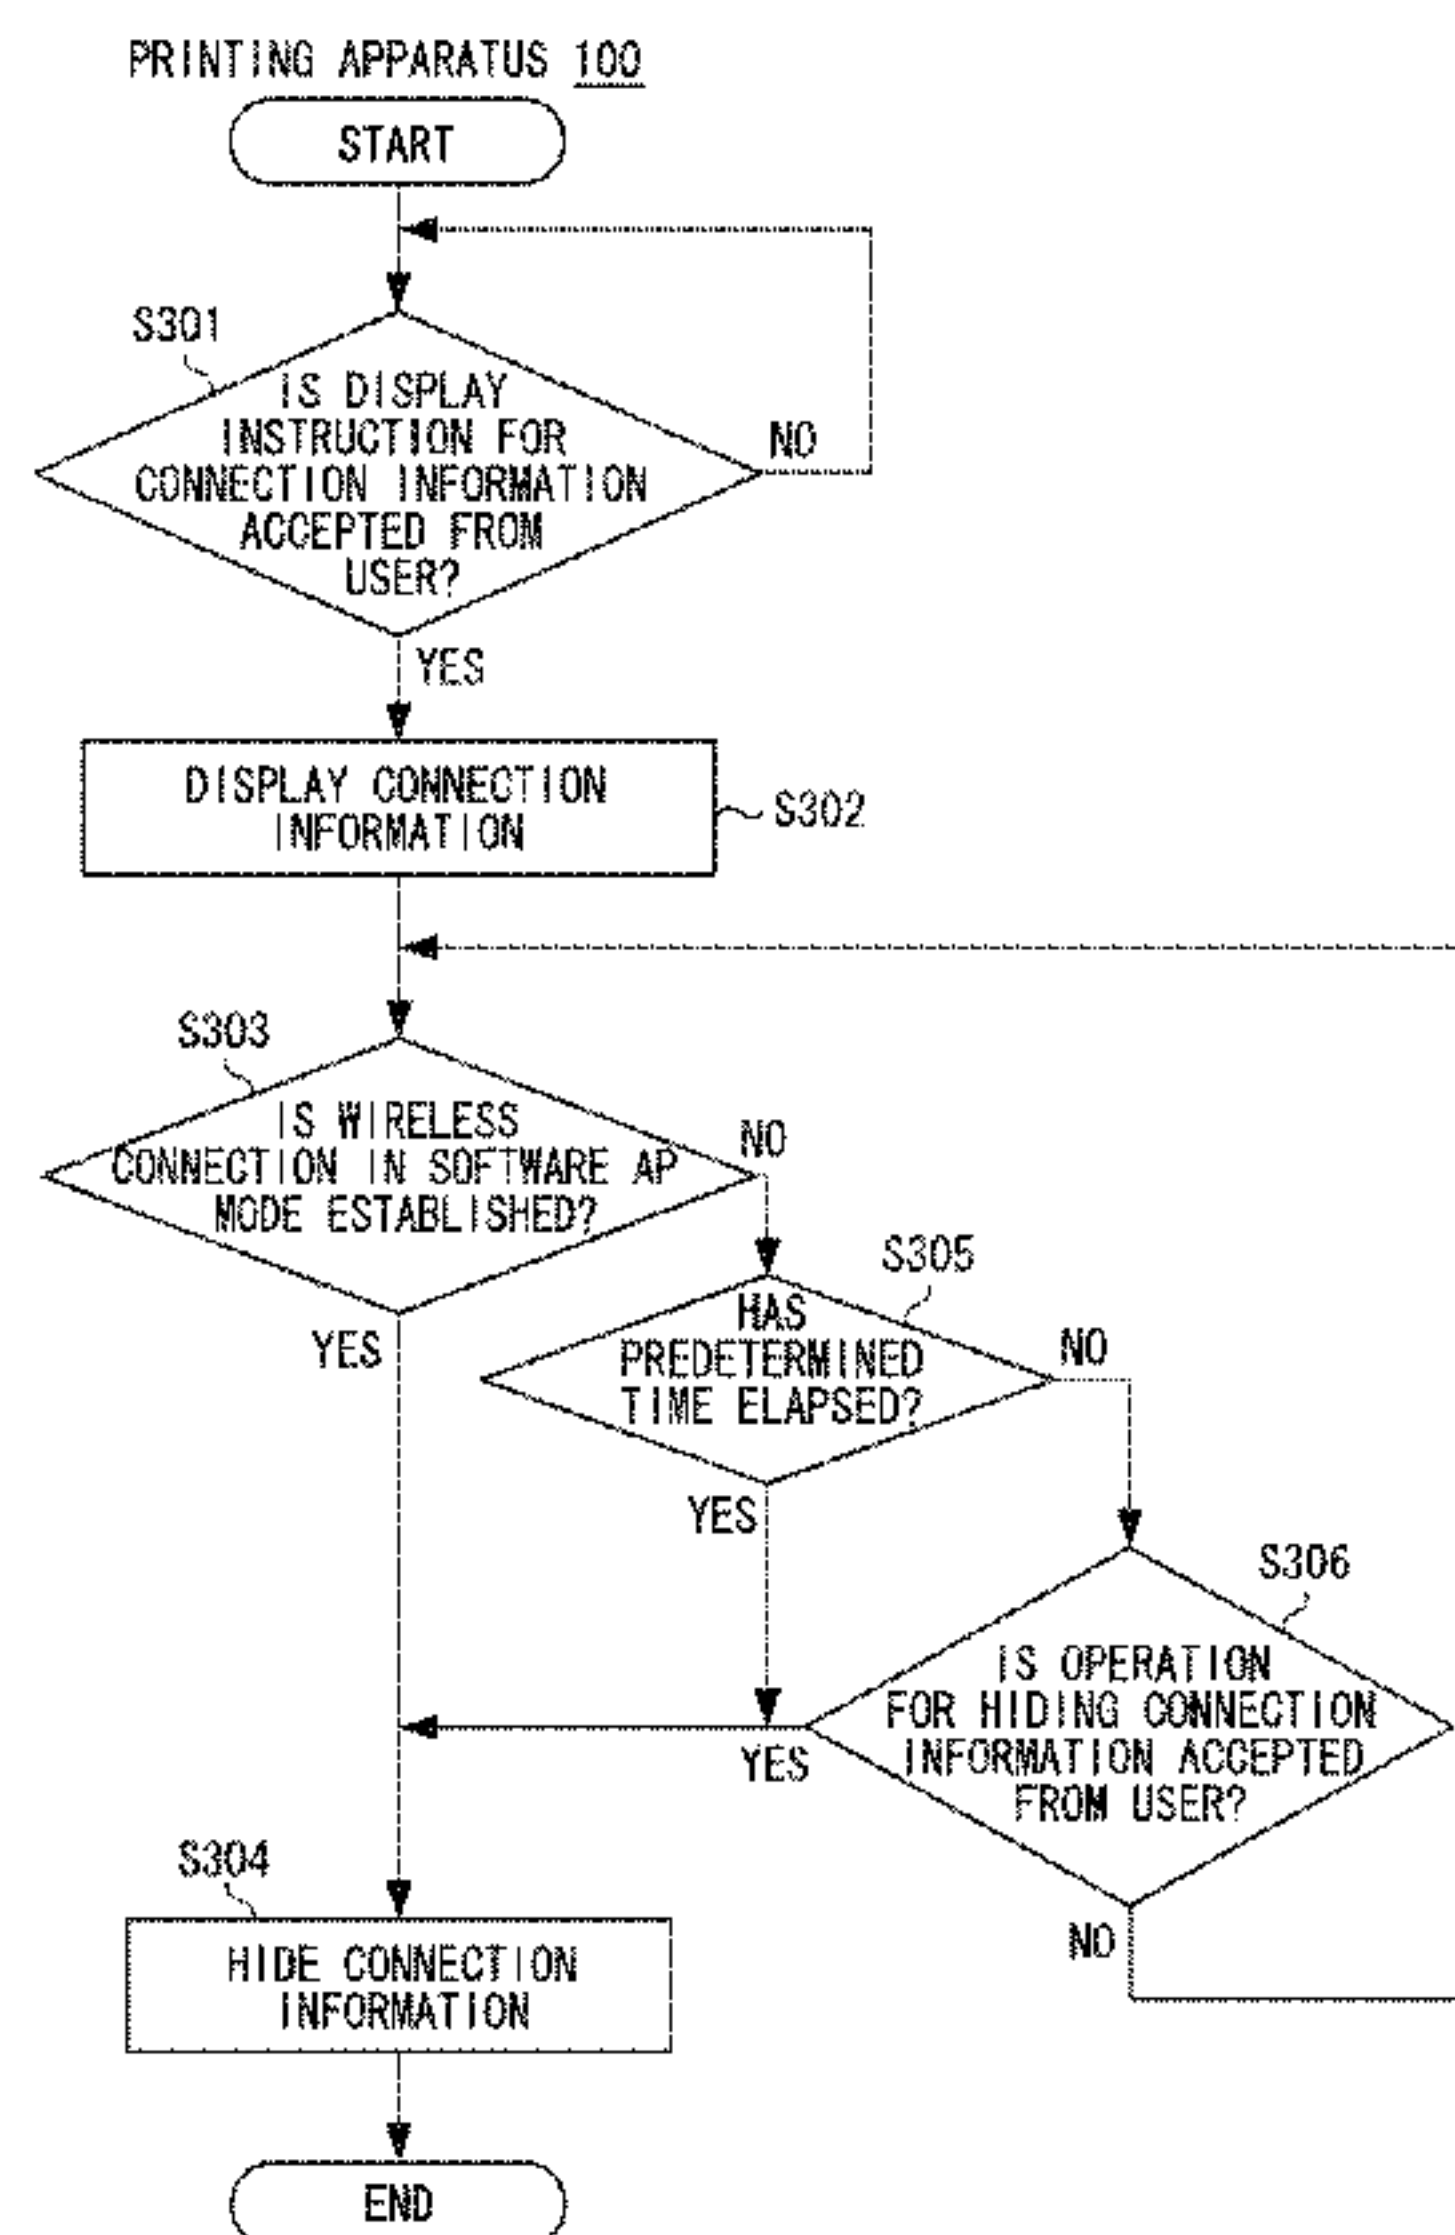 PRINTING APPARATUS 100
START
S301
IS DISPLAY
INSTRUCTION FOR
CONNECTION INFORMATION
ACCEPTED FROM
USER?
NO
YES
DISPLAY CONNECTION
INFORMATION
S302
S303
IS WIRELESS
CONNECTION IN SOFTWARE AP
MODE ESTABLISHED?
NO
YES
S305
HAS
PREDETERMINED
TIME ELAPSED?
NO
YES
S306
IS OPERATION
FOR HIDING CONNECTION
INFORMATION ACCEPTED
FROM USER?
YES
NO
S304
HIDE CONNECTION
INFORMATION
END